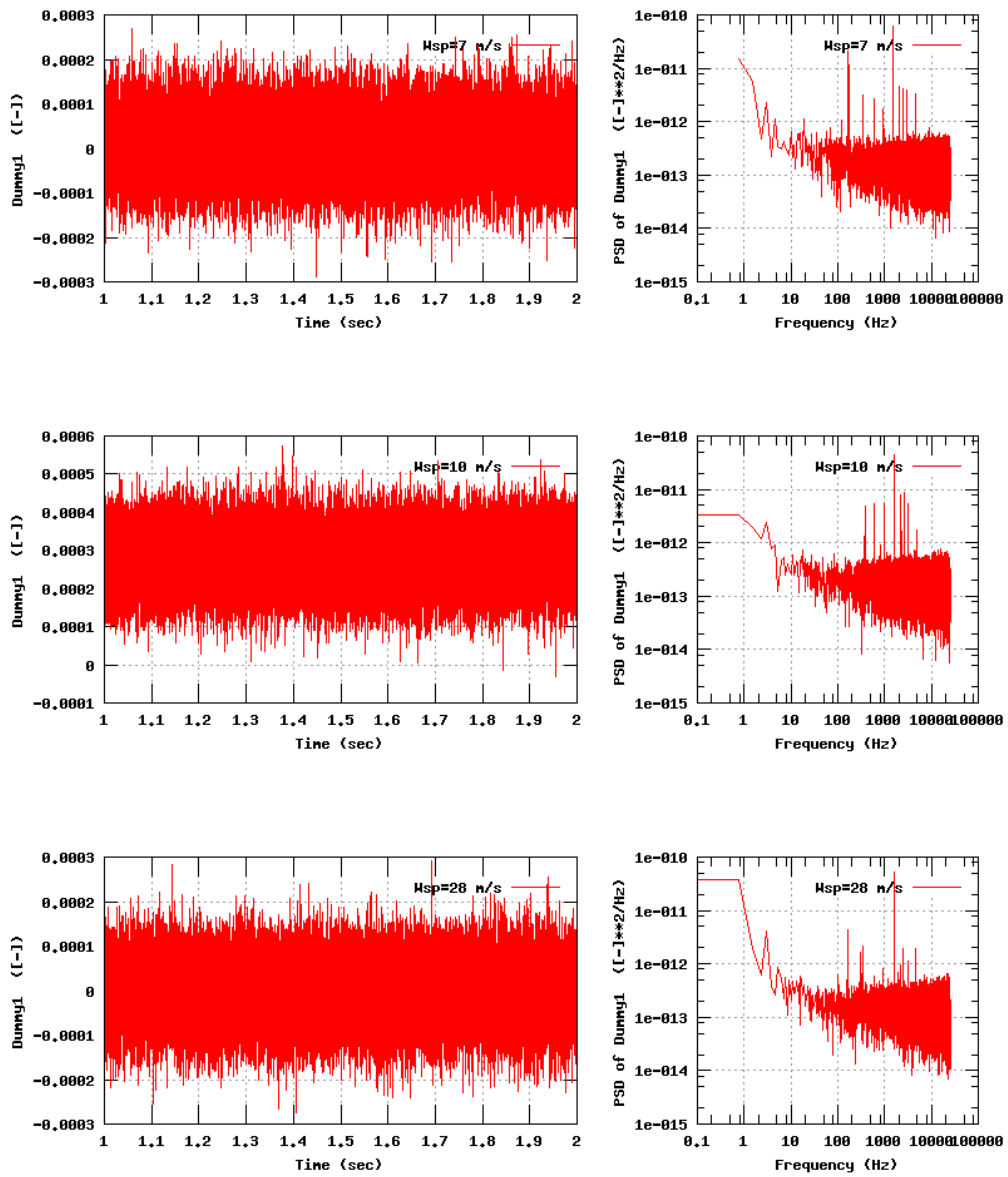 0.0003
0.0002
0.0001
0
-0.0001
-0.0002
-0.0003
Dummy1 ([-])
Wsp=7 m/s
1 1.1 1.2 1.3 1.4 1.5 1.6 1.7 1.8 1.9 2
Time (sec)
1e-010
1e-011
1e-012
1e-013
1e-014
1e-015
PSD of Dummy1 ([-]**2/Hz)
Wsp=7 m/s
0.1 1 10 100 1000 10000 100000
Frequency (Hz)
0.0006
0.0005
0.0004
0.0003
0.0002
0.0001
0
-0.0001
Dummy1 ([-])
Wsp=10 m/s
1 1.1 1.2 1.3 1.4 1.5 1.6 1.7 1.8 1.9 2
Time (sec)
1e-010
1e-011
1e-012
1e-013
1e-014
1e-015
PSD of Dummy1 ([-]**2/Hz)
Wsp=10 m/s
0.1 1 10 100 1000 10000 100000
Frequency (Hz)
0.0003
0.0002
0.0001
0
-0.0001
-0.0002
-0.0003
Dummy1 ([-])
Wsp=28 m/s
1 1.1 1.2 1.3 1.4 1.5 1.6 1.7 1.8 1.9 2
Time (sec)
1e-010
1e-011
1e-012
1e-013
1e-014
1e-015
PSD of Dummy1 ([-]**2/Hz)
Wsp=28 m/s
0.1 1 10 100 1000 10000 100000
Frequency (Hz)